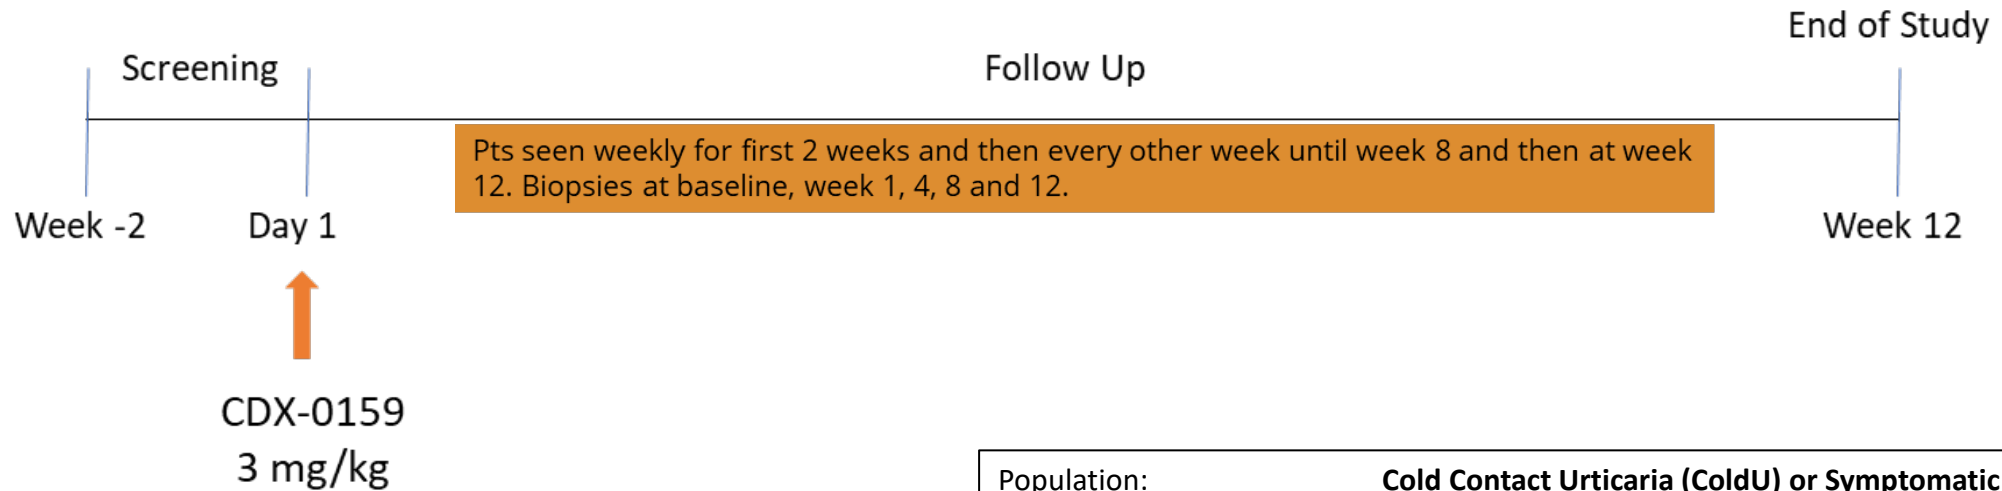 End of Study
Screening
Follow Up
Pts seen weekly for first 2 weeks and then every other week until week 8 and then at week
12. Biopsies at baseline, week 1, 4, 8 and 12.
Week -2
Day 1
Week 12
CDX-0159
3 mg/kg
Population: Cold Contact Urticaria (ColdU) or Symptomatic